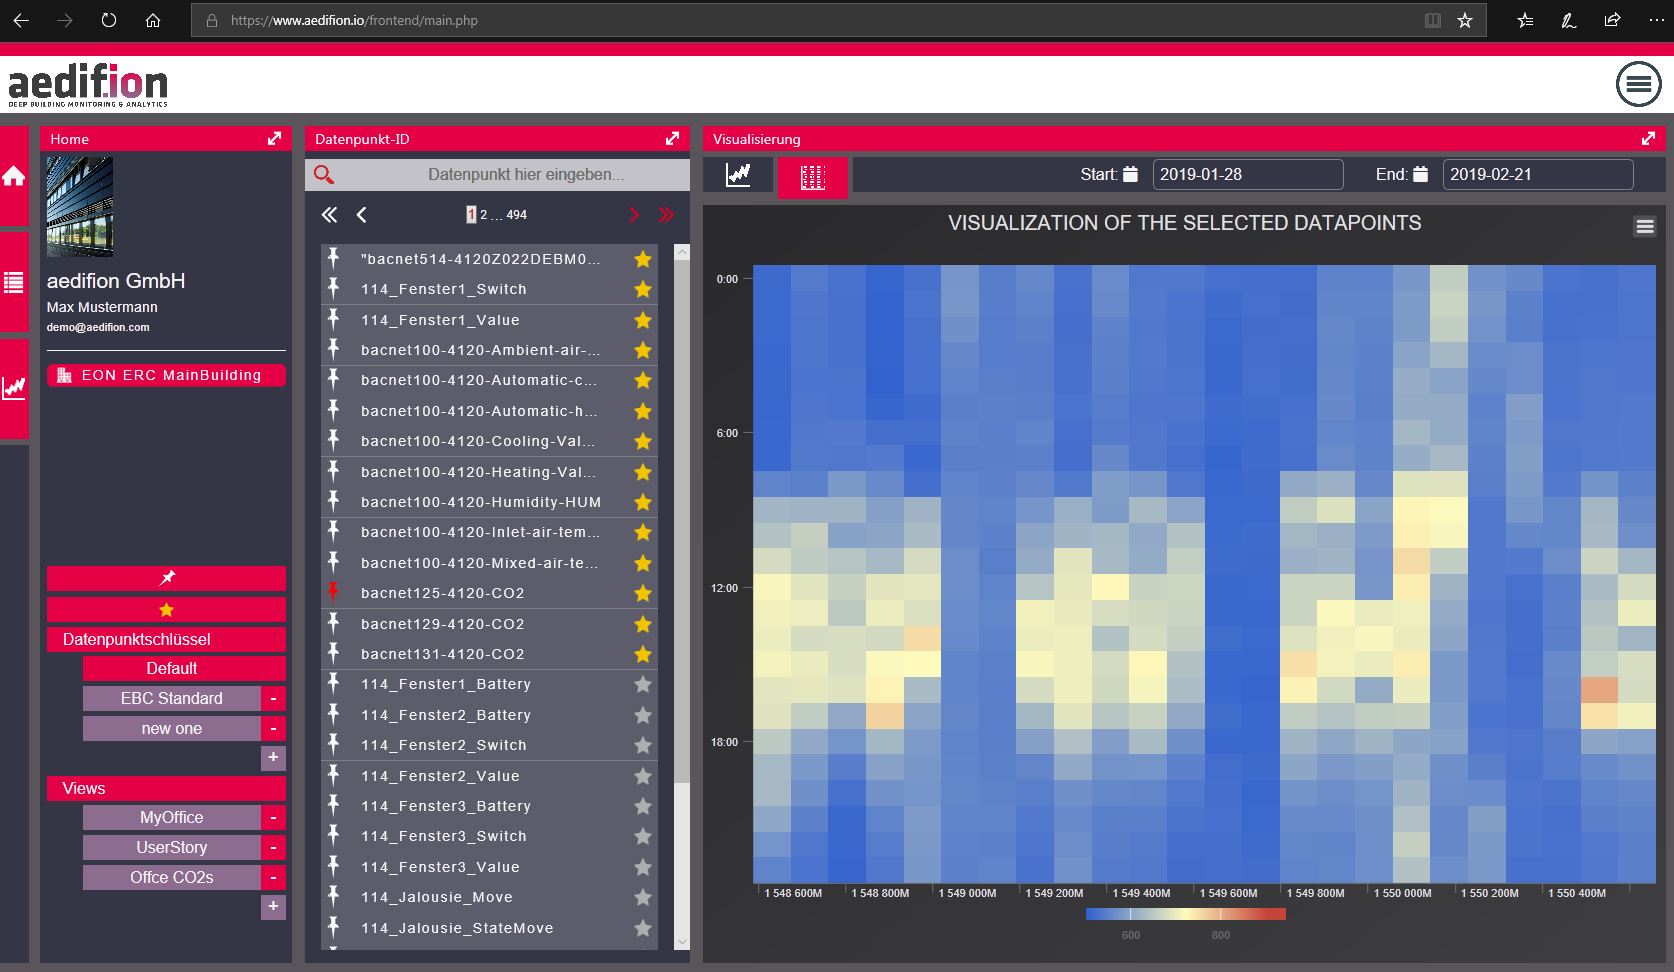 https://www.aedifion.io/frontend/main.php
aedifion
DEEP BUILDING MONITORING & ANALYTICS
Home
aedifion GmbH
Max Mustermann
demo@aedifion.com
EON ERC MainBuilding
Datenpunktschlüssel
Default
EBC Standard -
new one -
+
Views
MyOffice -
UserStory -
Offce CO2s -
+
Datenpunkt-ID
Datenpunkt hier eingeben...
1 2 ... 494
"bacnet514-4120Z022DEBM0...
114_Fenster1_Switch
114_Fenster1_Value
bacnet100-4120-Ambient-air-...
bacnet100-4120-Automatic-c...
bacnet100-4120-Automatic-h...
bacnet100-4120-Cooling-Val...
bacnet100-4120-Heating-Val...
bacnet100-4120-Humidity-HUM
bacnet100-4120-Inlet-air-tem...
bacnet100-4120-Mixed-air-te...
bacnet125-4120-CO2
bacnet129-4120-CO2
bacnet131-4120-CO2
114_Fenster1_Battery
114_Fenster2_Battery
114_Fenster2_Switch
114_Fenster2_Value
114_Fenster3_Battery
114_Fenster3_Switch
114_Fenster3_Value
114_Jalousie_Move
114_Jalousie_StateMove
Visualisierung
Start: 2019-01-28 End: 2019-02-21
VISUALIZATION OF THE SELECTED DATAPOINTS
0:00
6:00
12:00
18:00
1 548 600M 1 548 800M 1 549 000M 1 549 200M 1 549 400M 1 549 600M 1 549 800M 1 550 000M 1 550 200M 1 550 400M
600 800